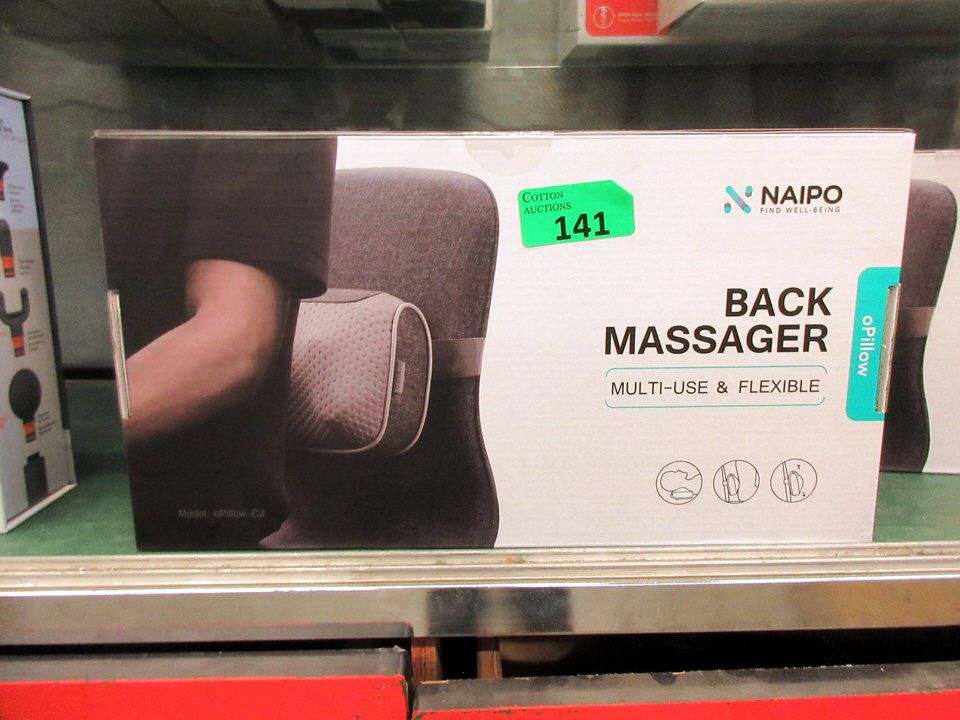 COTTON
AUCTIONS
141
NAIPO
FIND WELL-BEING
BACK
MASSAGER
MULTI-USE & FLEXIBLE
oPillow
Model: oPillow-C2